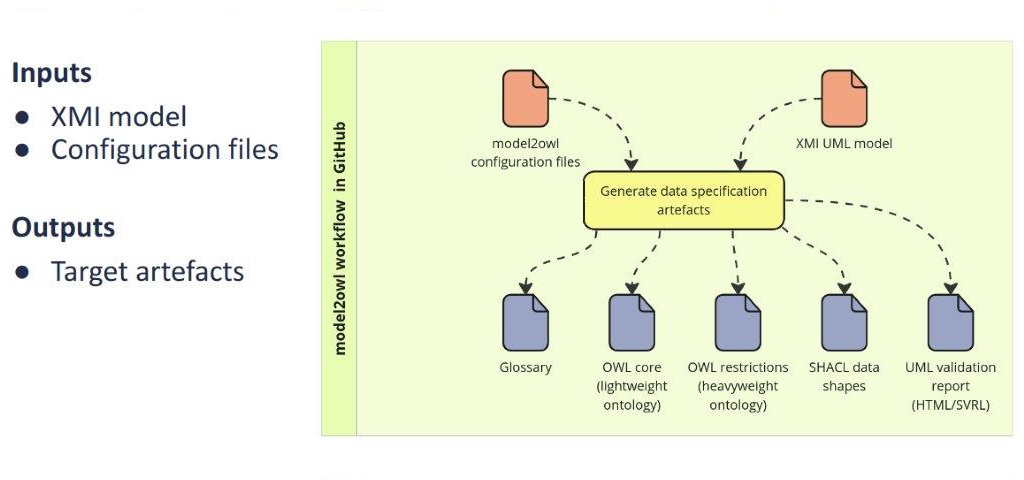 Inputs
● XMI model
● Configuration files
Outputs
● Target artefacts
model2owl workflow in GitHub
model2owl
configuration files
XMI UML model
Generate data specification
artefacts
Glossary
OWL core
(lightweight
ontology)
OWL restrictions
(heavyweight
ontology)
SHACL data
shapes
UML validation
report
(HTML/SVRL)